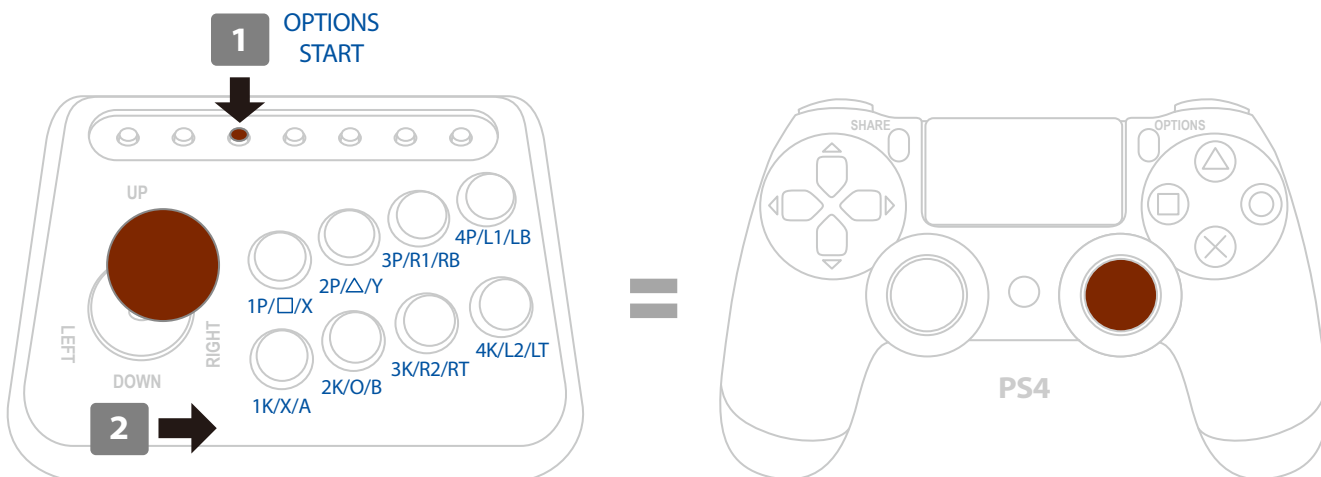 1
OPTIONS
START
UP
LEFT
RIGHT
DOWN
1P/□/X
2P/△/Y
3P/R1/RB
4P/L1/LB
1K/X/A
2K/O/B
3K/R2/RT
4K/L2/LT
2
=
SHARE
OPTIONS
PS4